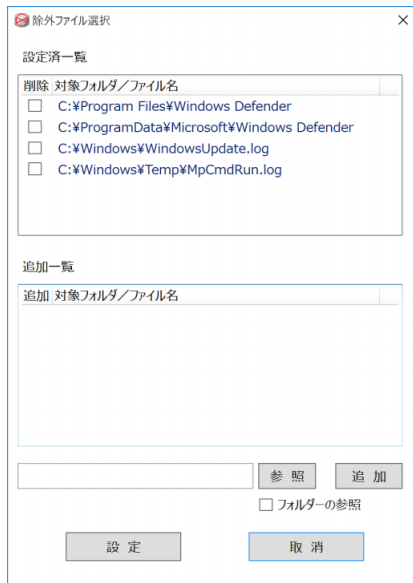 除外ファイル選択
設定済一覧
削除 対象フォルダ/ファイル名
C:¥Program Files¥Windows Defender
C:¥ProgramData¥Microsoft¥Windows Defender
C:¥Windows¥WindowsUpdate.log
C:¥Windows¥Temp¥MpCmdRun.log
追加一覧
追加 対象フォルダ/ファイル名
参 照 追 加
フォルダーの参照
設 定 取 消